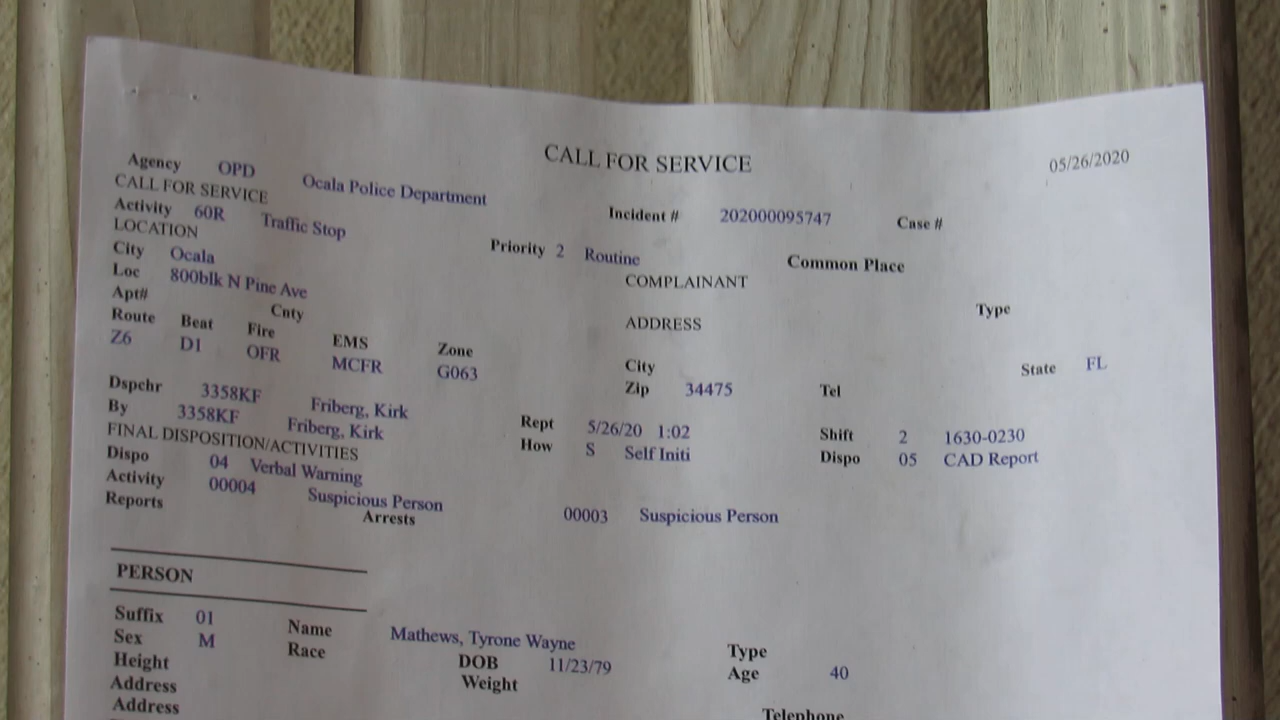 CALL FOR SERVICE 05/26/2020
Agency OPD Ocala Police Department
CALL FOR SERVICE Incident # 202000095747 Case #
Activity 60R Traffic Stop Priority 2 Routine Common Place
LOCATION COMPLAINANT
City Ocala Type
Loc 800blk N Pine Ave ADDRESS
Apt# Cnty
Route Beat Fire EMS Zone City State FL
Z6 D1 OFR MCFR G063 Zip 34475 Tel
Dspchr 3358KF Friberg, Kirk Rept 5/26/20 1:02 Shift 2 1630-0230
By 3358KF Friberg, Kirk How S Self Initi Dispo 05 CAD Report
FINAL DISPOSITION/ACTIVITIES
Dispo 04 Verbal Warning
Activity 00004 Suspicious Person 00003 Suspicious Person
Reports Arrests
PERSON
Suffix 01 Name Mathews, Tyrone Wayne Type
Sex M Race DOB 11/23/79 Age 40
Height Weight
Address
Address Telephone